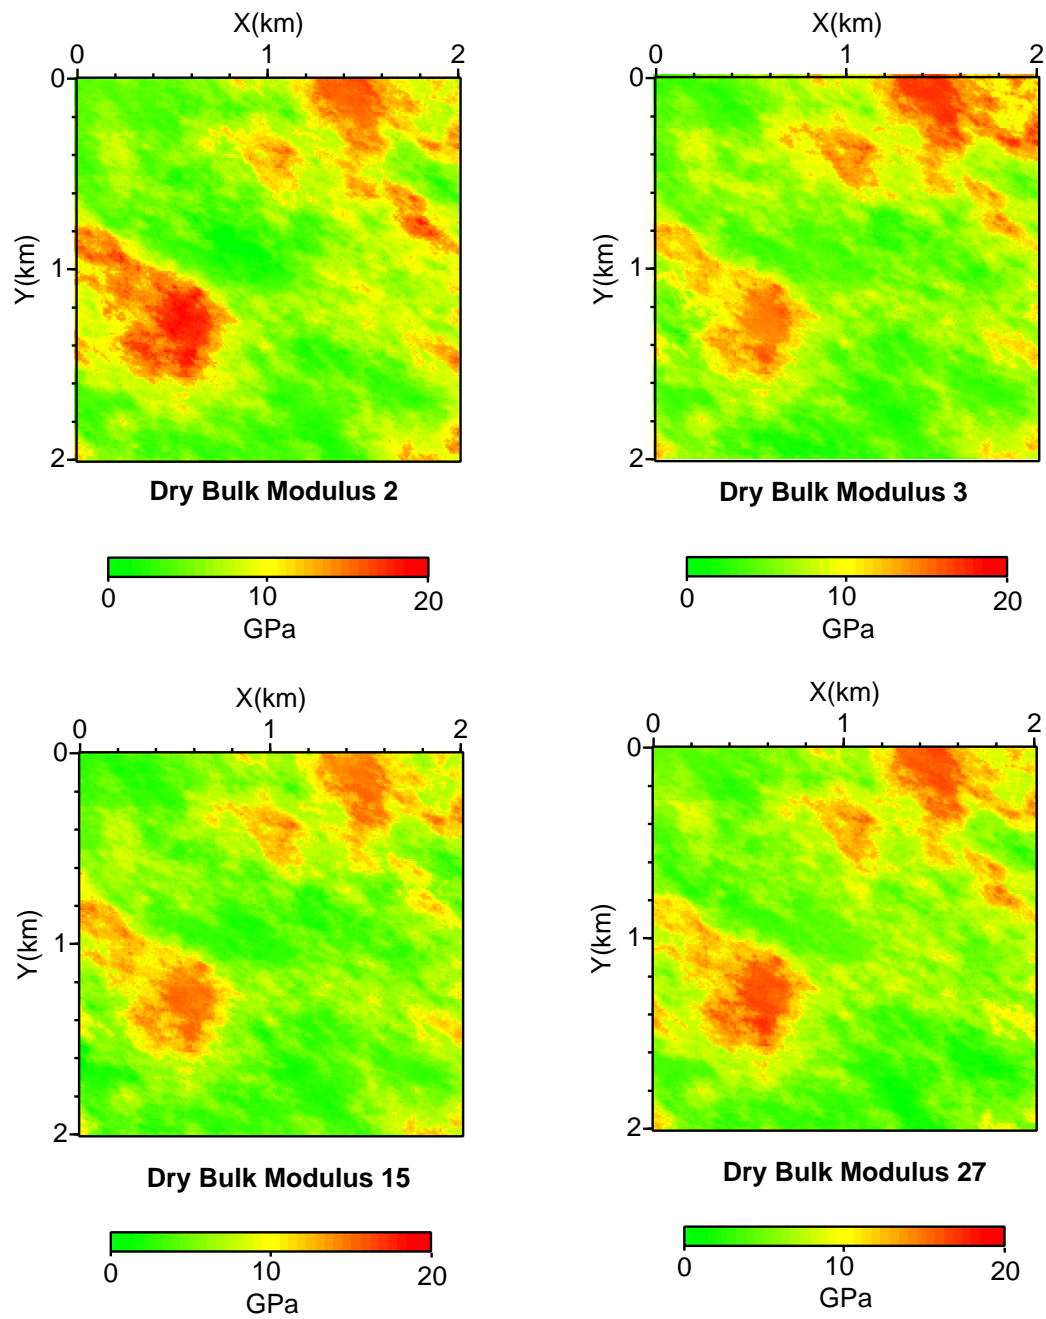 X(km)
0 1 2
0
Y(km)
1
2
Dry Bulk Modulus 2
0 10 20
GPa
X(km)
0 1 2
0
Y(km)
1
2
Dry Bulk Modulus 3
0 10 20
GPa
X(km)
0 1 2
0
Y(km)
1
2
Dry Bulk Modulus 15
0 10 20
GPa
X(km)
0 1 2
0
Y(km)
1
2
Dry Bulk Modulus 27
0 10 20
GPa